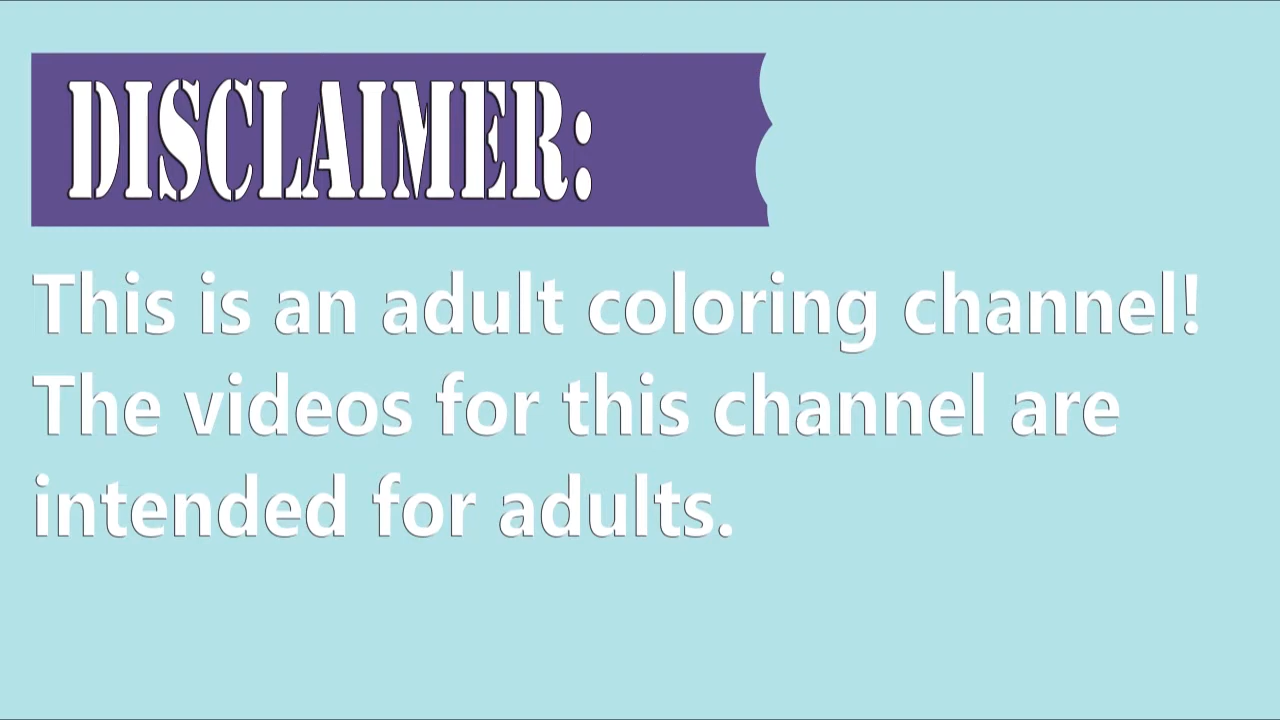 DISCLAIMER:
This is an adult coloring channel!
The videos for this channel are
intended for adults.